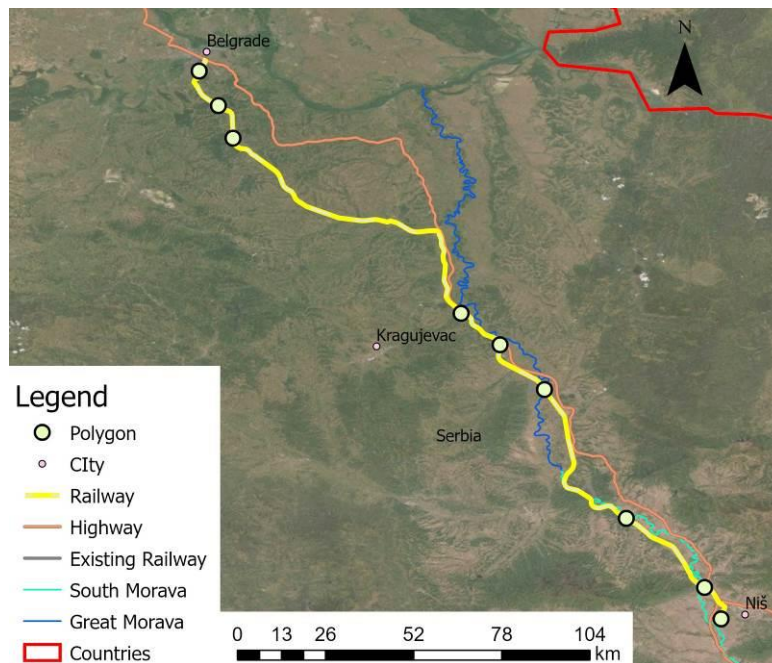 Belgrade
N
Kragujevac
Serbia
Niš
Legend
Polygon
CIty
Railway
Highway
Existing Railway
South Morava
Great Morava
Countries
0 13 26 52 78 104
km